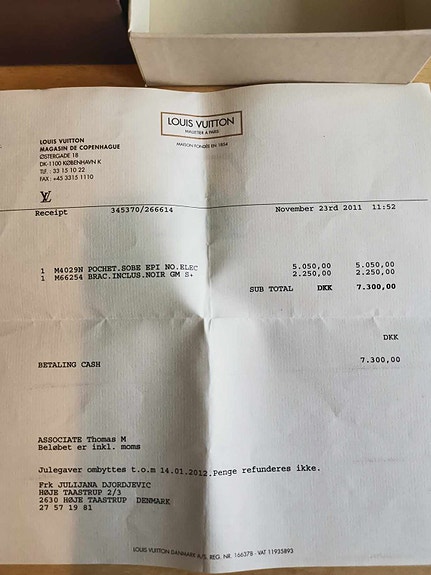 LOUIS VUITTON
MALLETIER A PARIS
MAISON FONDÉE EN 1854
LOUIS VUITTON
MAGASIN DE COPENHAGUE
ØSTERGADE 18
DK-1100 KØBENHAVN K
TLF. : 33 15 10 22
FAX : +45 3315 1110
LV
Receipt 345370/266614 November 23rd 2011 11:52
1 M4029N POCHET.SOBE EPI NO.ELEC 5.050,00 5.050,00
1 M66254 BRAC.INCLUS.NOIR GM S+ 2.250,00 2.250,00
SUB TOTAL DKK 7.300,00
DKK
BETALING CASH 7.300,00
ASSOCIATE Thomas M
Beløbet er inkl. moms
Julegaver ombyttes t.o.m 14.01.2012.Penge refunderes ikke.
Frk JULIJANA DJORDJEVIC
HØJE TAASTRUP 2/3
2630 HØJE TAASTRUP DENMARK
27 57 19 81
LOUIS VUITTON DANMARK A/S. REG. NR. 166378 - VAT 11935893